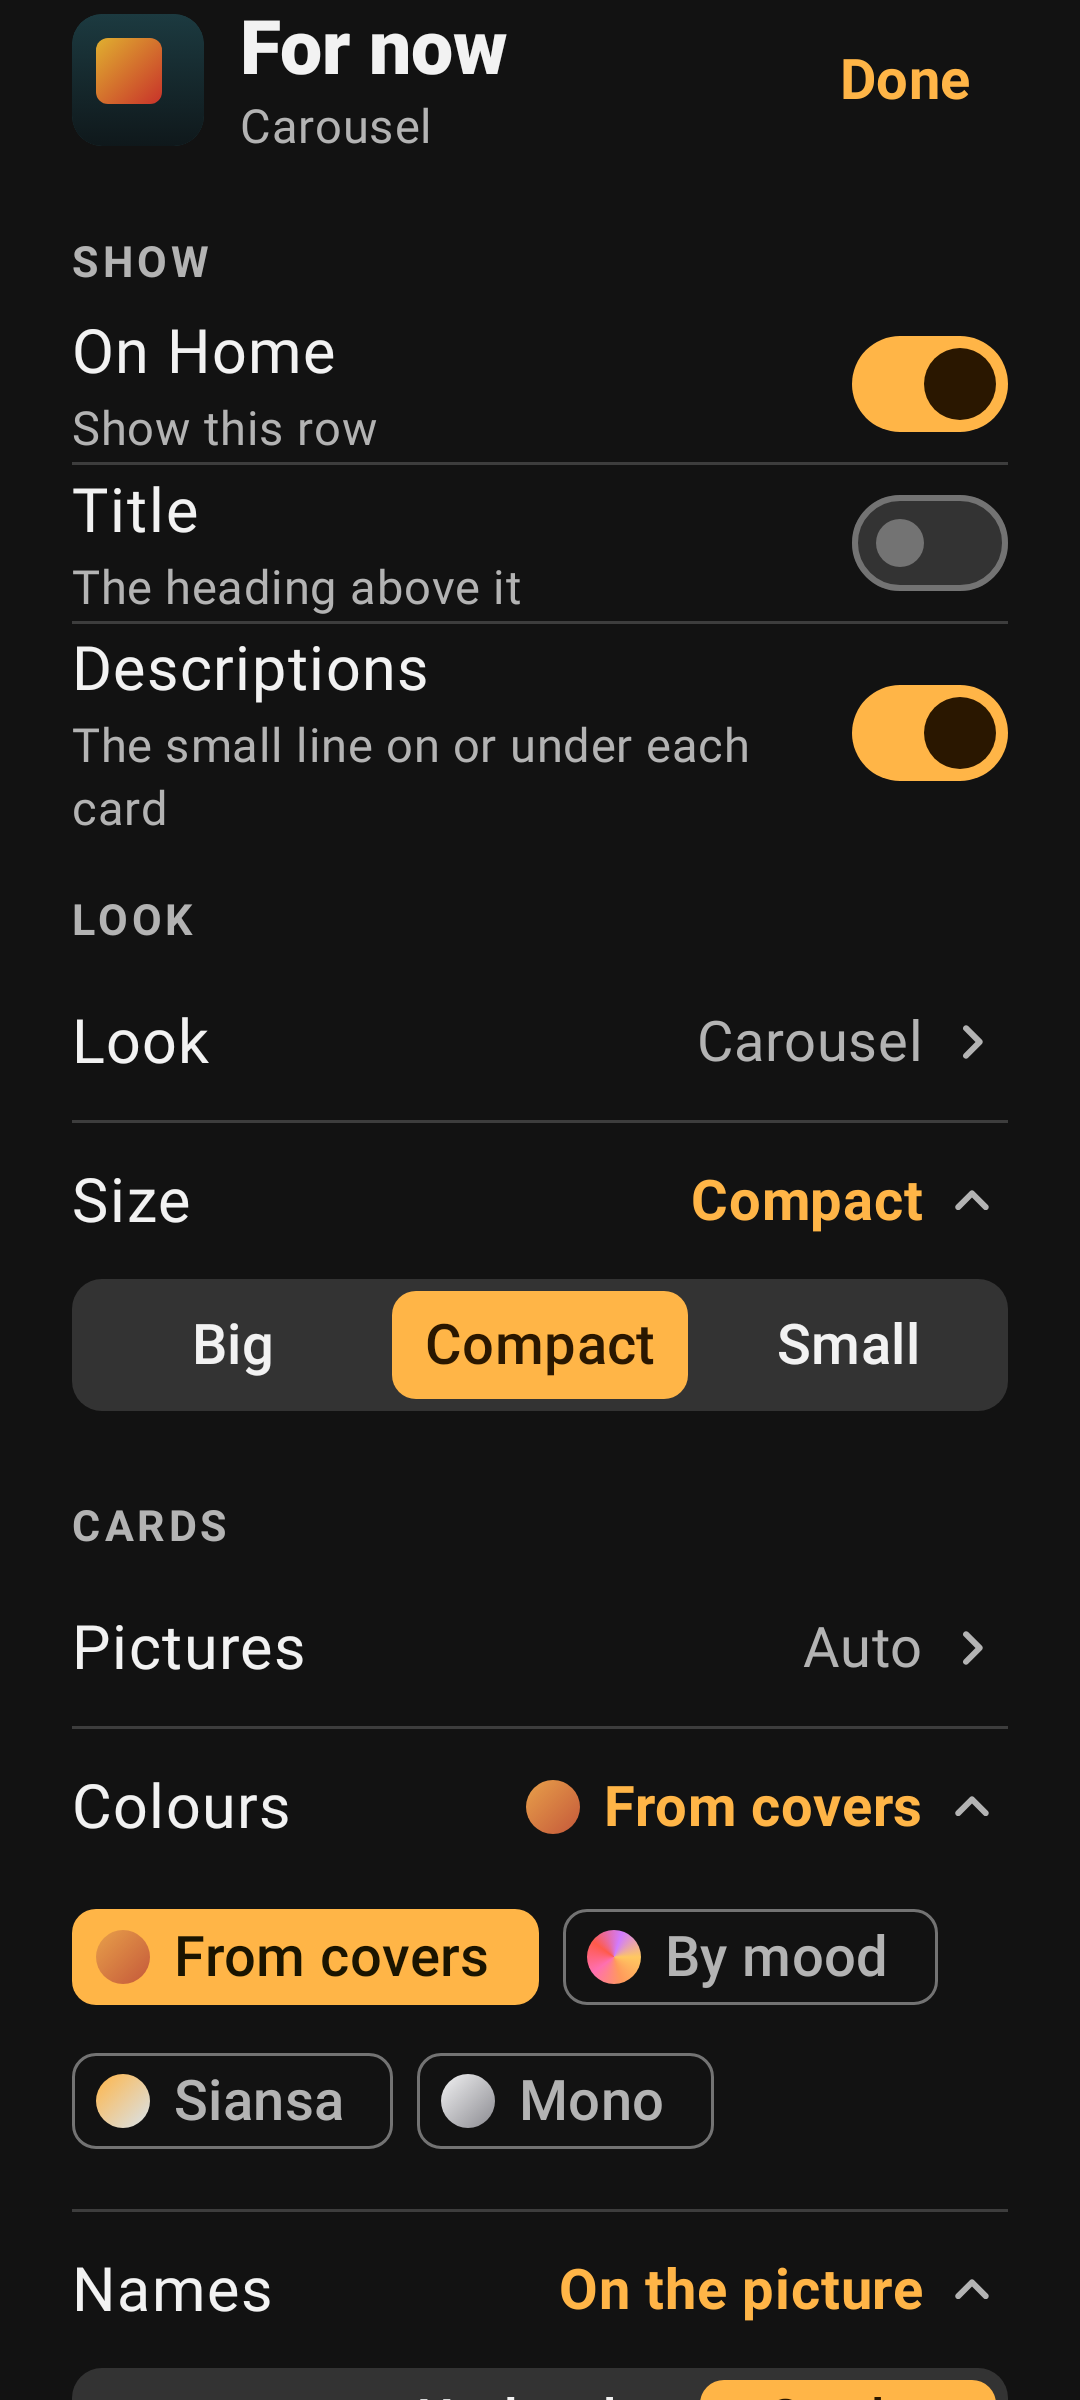 For now
Carousel
Done
SHOW
On Home
Show this row
Title
The heading above it
Descriptions
The small line on or under each
card
LOOK
Look
Carousel
Size
Compact
Big
Compact
Small
CARDS
Pictures
Auto
Colours
From covers
From covers
By mood
Siansa
Mono
Names
On the picture